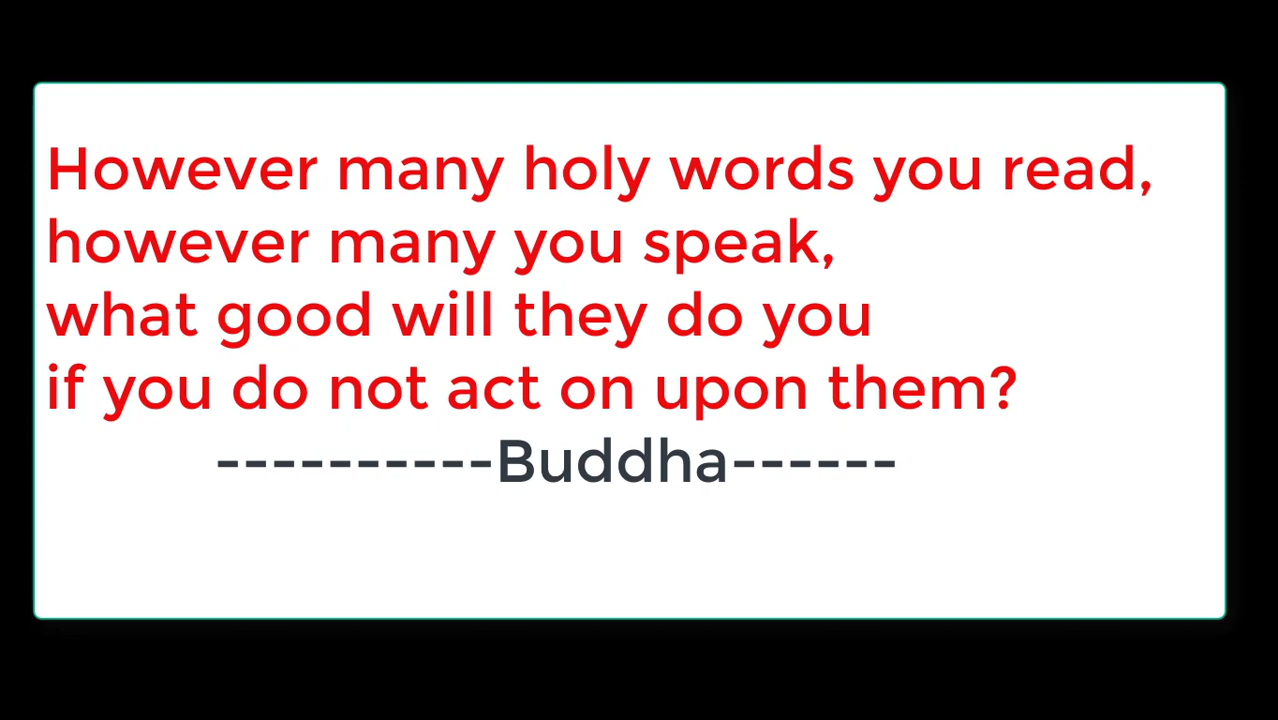 However many holy words you read,
however many you speak,
what good will they do you
if you do not act on upon them?
----------Buddha------